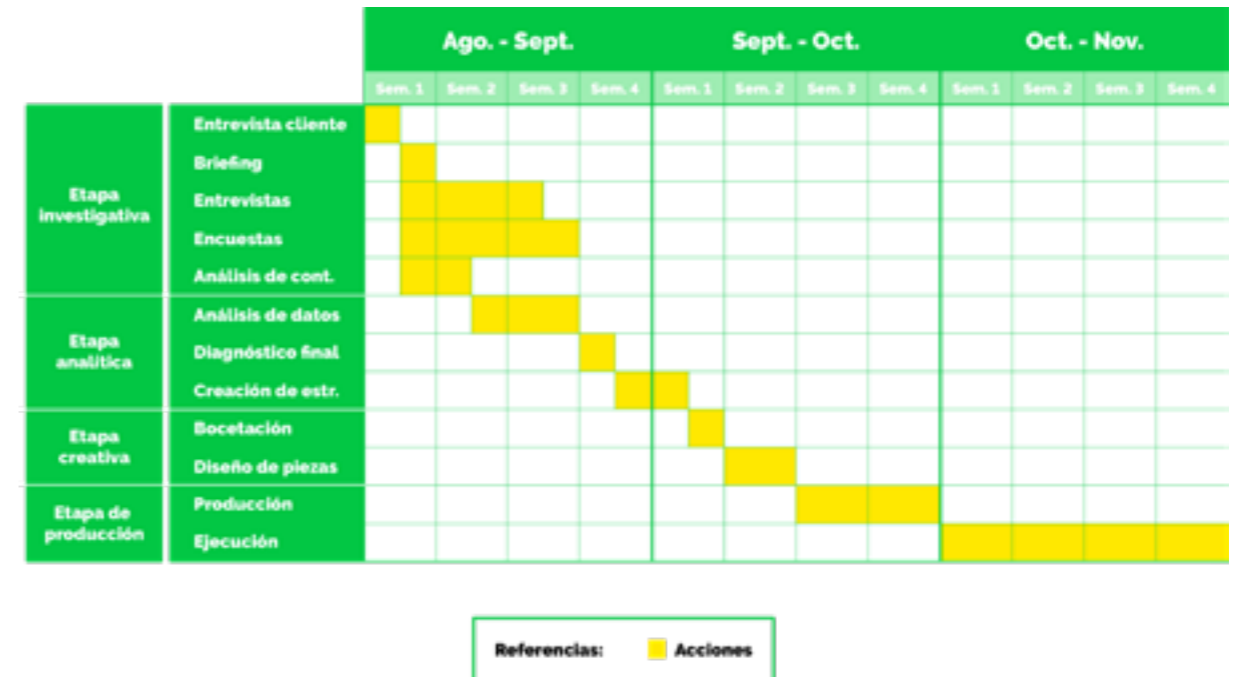 Ago. - Sept. Sept. - Oct. Oct. - Nov.
Sem. 1 Sem. 2 Sem. 3 Sem. 4 Sem. 1 Sem. 2 Sem. 3 Sem. 4 Sem. 1 Sem. 2 Sem. 3 Sem. 4
Etapa
investigativa
Entrevista cliente
Briefing
Entrevistas
Encuestas
Análisis de cont.
Etapa
analítica
Análisis de datos
Diagnóstico final
Creación de estr.
Etapa
creativa
Bocetación
Diseño de piezas
Etapa de
producción
Producción
Ejecución
Referencias: Acciones